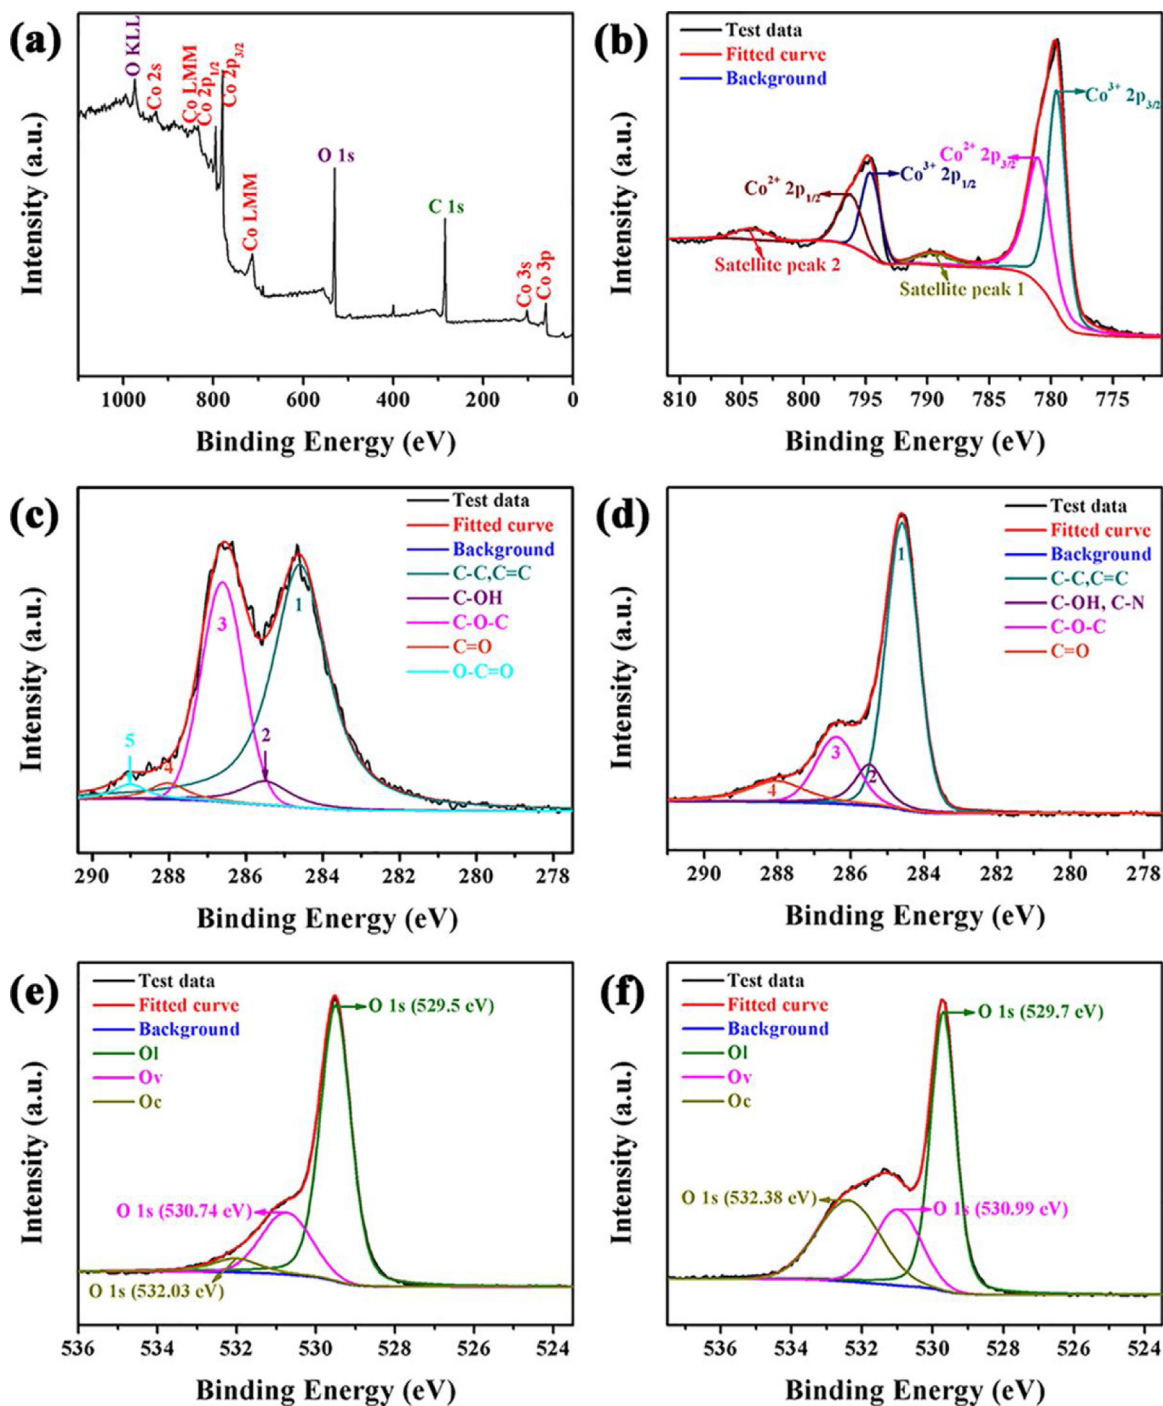 (a)
O KLL
Co 2s
Co LMM
Co 2p1/2
Co 2p3/2
Co LMM
O 1s
C 1s
Co 3s
Co 3p
Intensity (a.u.)
1000 800 600 400 200 0
Binding Energy (eV)
(b)
Test data
Fitted curve
Background
Co3+ 2p3/2
Co2+ 2p3/2
Co3+ 2p1/2
Co2+ 2p1/2
Satellite peak 2
Satellite peak 1
Intensity (a.u.)
810 805 800 795 790 785 780 775
Binding Energy (eV)
(c)
Test data
Fitted curve
Background
C-C,C=C
C-OH
C-O-C
C=O
O-C=O
1
3
2
5
4
Intensity (a.u.)
290 288 286 284 282 280 278
Binding Energy (eV)
(d)
Test data
Fitted curve
Background
C-C,C=C
C-OH, C-N
C-O-C
C=O
1
3
2
4
Intensity (a.u.)
290 288 286 284 282 280 278
Binding Energy (eV)
(e)
Test data
Fitted curve
Background
Ol
Ov
Oc
O 1s (529.5 eV)
O 1s (530.74 eV)
O 1s (532.03 eV)
Intensity (a.u.)
536 534 532 530 528 526 524
Binding Energy (eV)
(f)
Test data
Fitted curve
Background
Ol
Ov
Oc
O 1s (529.7 eV)
O 1s (532.38 eV)
O 1s (530.99 eV)
Intensity (a.u.)
536 534 532 530 528 526 524
Binding Energy (eV)